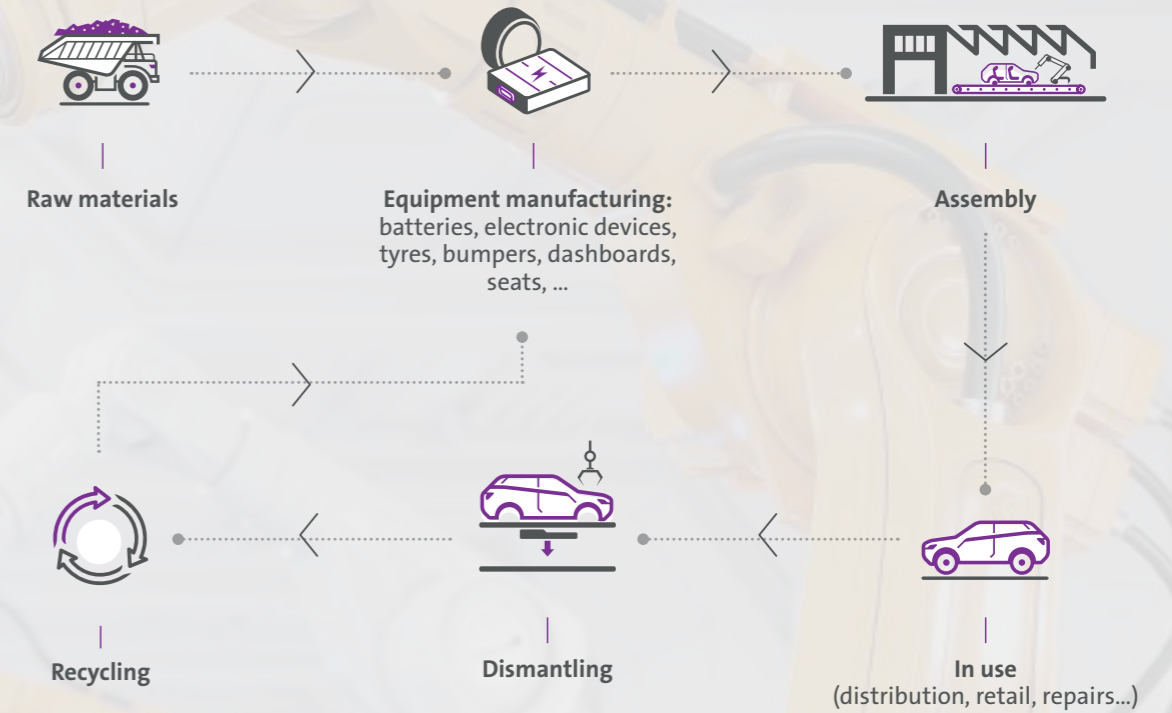 Raw materials
Equipment manufacturing:
batteries, electronic devices,
tyres, bumpers, dashboards,
seats, ...
Assembly
Recycling
Dismantling
In use
(distribution, retail, repairs...)